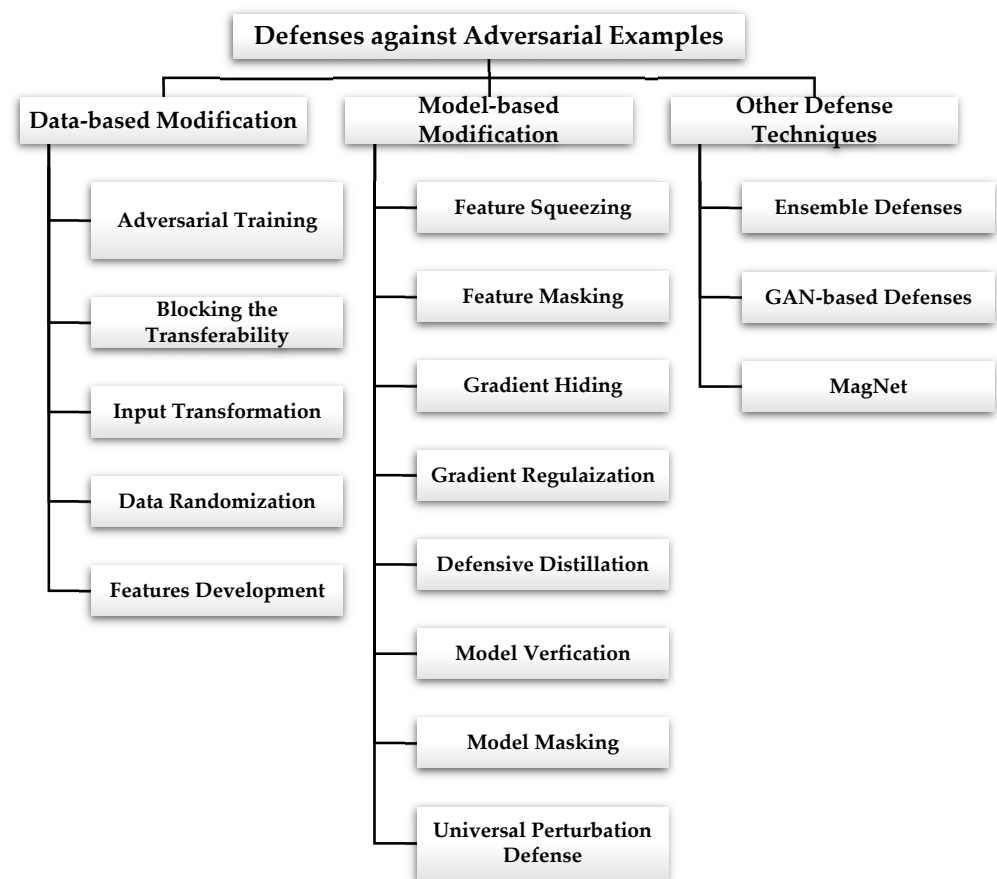 Defenses against Adversarial Examples
Data-based Modification
Adversarial Training
Blocking the
Transferability
Input Transformation
Data Randomization
Features Development
Model-based
Modification
Feature Squeezing
Feature Masking
Gradient Hiding
Gradient Regulaization
Defensive Distillation
Model Verfication
Model Masking
Universal Perturbation
Defense
Other Defense
Techniques
Ensemble Defenses
GAN-based Defenses
MagNet